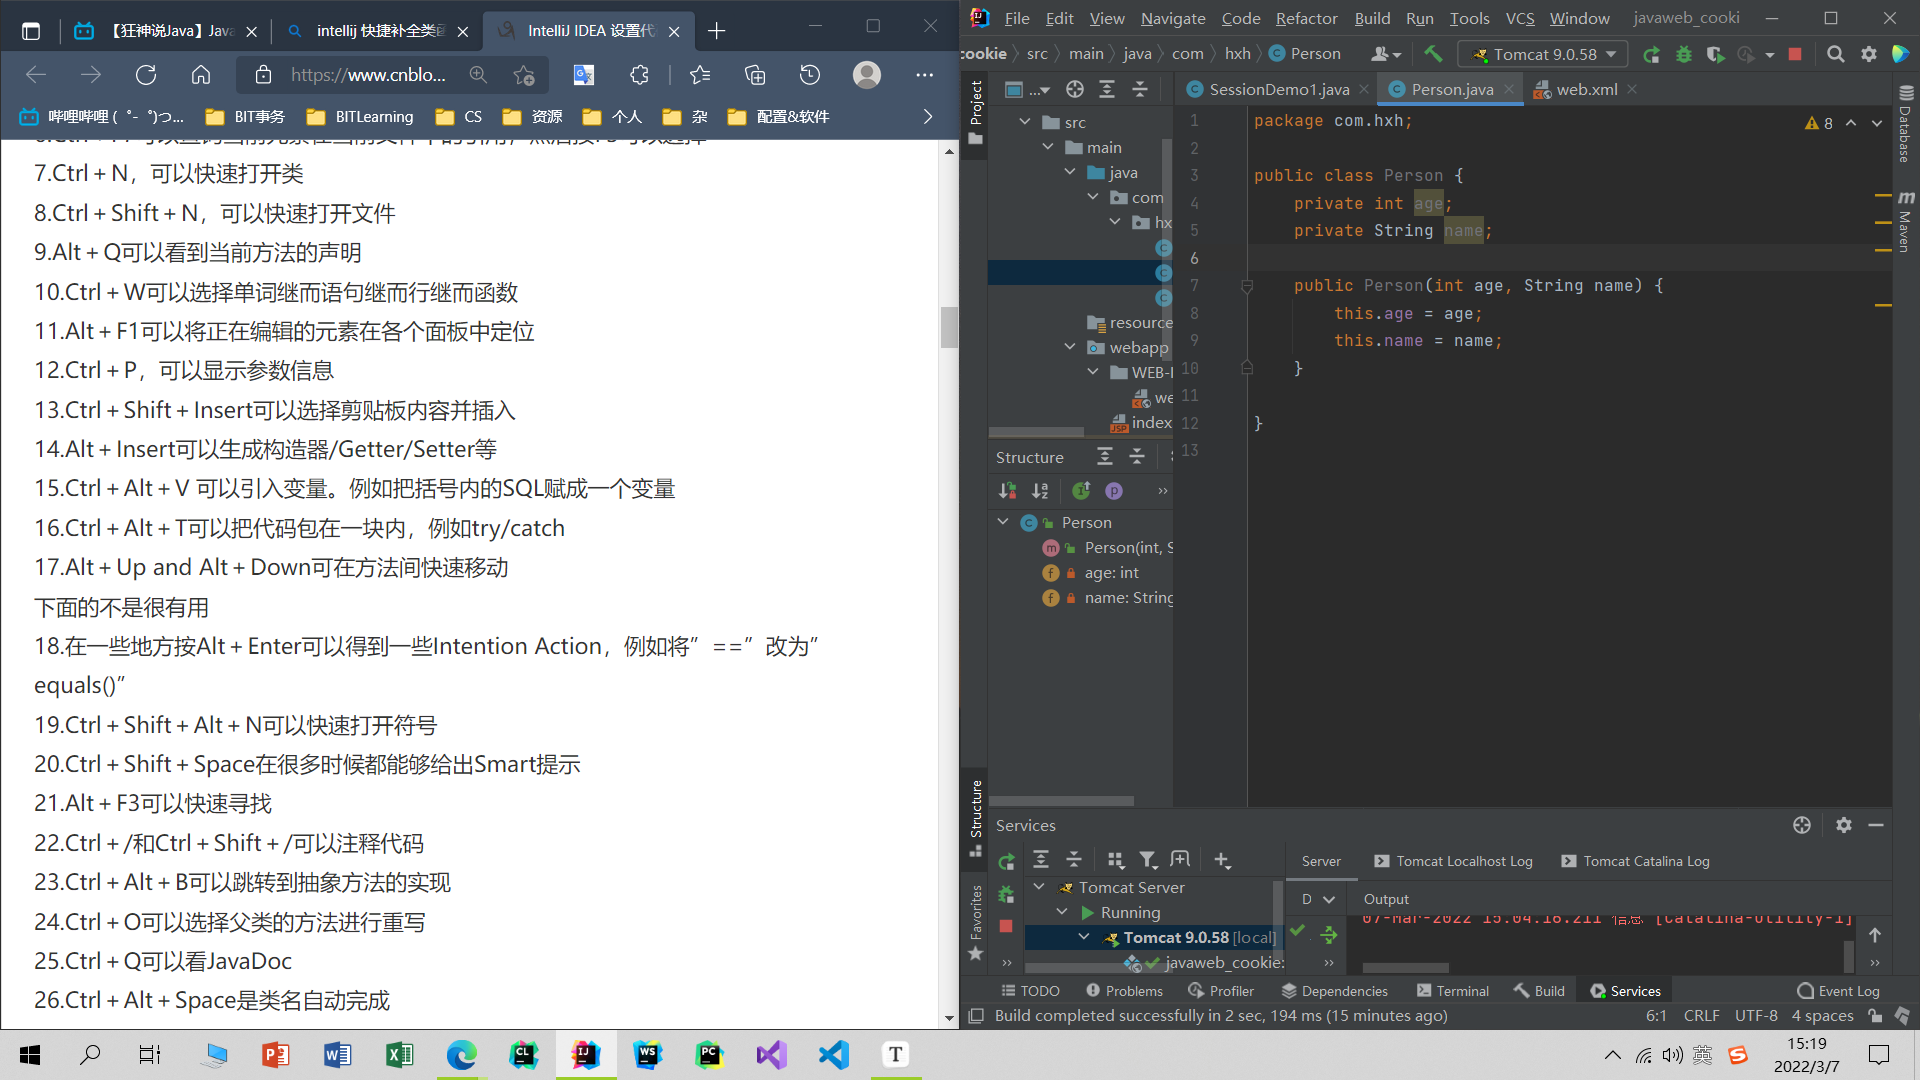 【狂神说Java】Java
intellij 快捷补全类
IntelliJ IDEA 设置代
https://www.cnblo...
哔哩哔哩 (゜-゜)つ...
BIT事务
BITLearning
CS
资源
个人
杂
配置&软件
7.Ctrl+N，可以快速打开类
8.Ctrl+Shift+N，可以快速打开文件
9.Alt+Q可以看到当前方法的声明
10.Ctrl+W可以选择单词继而语句继而行继而函数
11.Alt+F1可以将正在编辑的元素在各个面板中定位
12.Ctrl+P，可以显示参数信息
13.Ctrl+Shift+Insert可以选择剪贴板内容并插入
14.Alt+Insert可以生成构造器/Getter/Setter等
15.Ctrl+Alt+V 可以引入变量。例如把括号内的SQL赋成一个变量
16.Ctrl+Alt+T可以把代码包在一块内，例如try/catch
17.Alt+Up and Alt+Down可在方法间快速移动
下面的不是很有用
18.在一些地方按Alt+Enter可以得到一些Intention Action，例如将”==”改为”
equals()”
19.Ctrl+Shift+Alt+N可以快速打开符号
20.Ctrl+Shift+Space在很多时候都能够给出Smart提示
21.Alt+F3可以快速寻找
22.Ctrl+/和Ctrl+Shift+/可以注释代码
23.Ctrl+Alt+B可以跳转到抽象方法的实现
24.Ctrl+O可以选择父类的方法进行重写
25.Ctrl+Q可以看JavaDoc
26.Ctrl+Alt+Space是类名自动完成
File Edit View Navigate Code Refactor Build Run Tools VCS Window javaweb_cooki
cookie src main java com hxh Person
Tomcat 9.0.58
Project
...
SessionDemo1.java
Person.java
web.xml
src
main
java
com
hx
resource
webapp
WEB-I
we
index
1 package com.hxh;
2
3 public class Person {
4 private int age;
5 private String name;
6
7 public Person(int age, String name) {
8 this.age = age;
9 this.name = name;
10 }
11
12 }
13
8
Database
Maven
Structure
Person
Person(int, S
age: int
name: String
Structure
Favorites
Services
Server
Tomcat Localhost Log
Tomcat Catalina Log
Tomcat Server
Running
Tomcat 9.0.58 [local]
javaweb_cookie:
D
Output
07-Mar-2022 15:04:16.211 信息 [Catalina-utility-1]
TODO Problems Profiler Dependencies Terminal Build Services Event Log
Build completed successfully in 2 sec, 194 ms (15 minutes ago)
6:1 CRLF UTF-8 4 spaces
英
15:19
2022/3/7